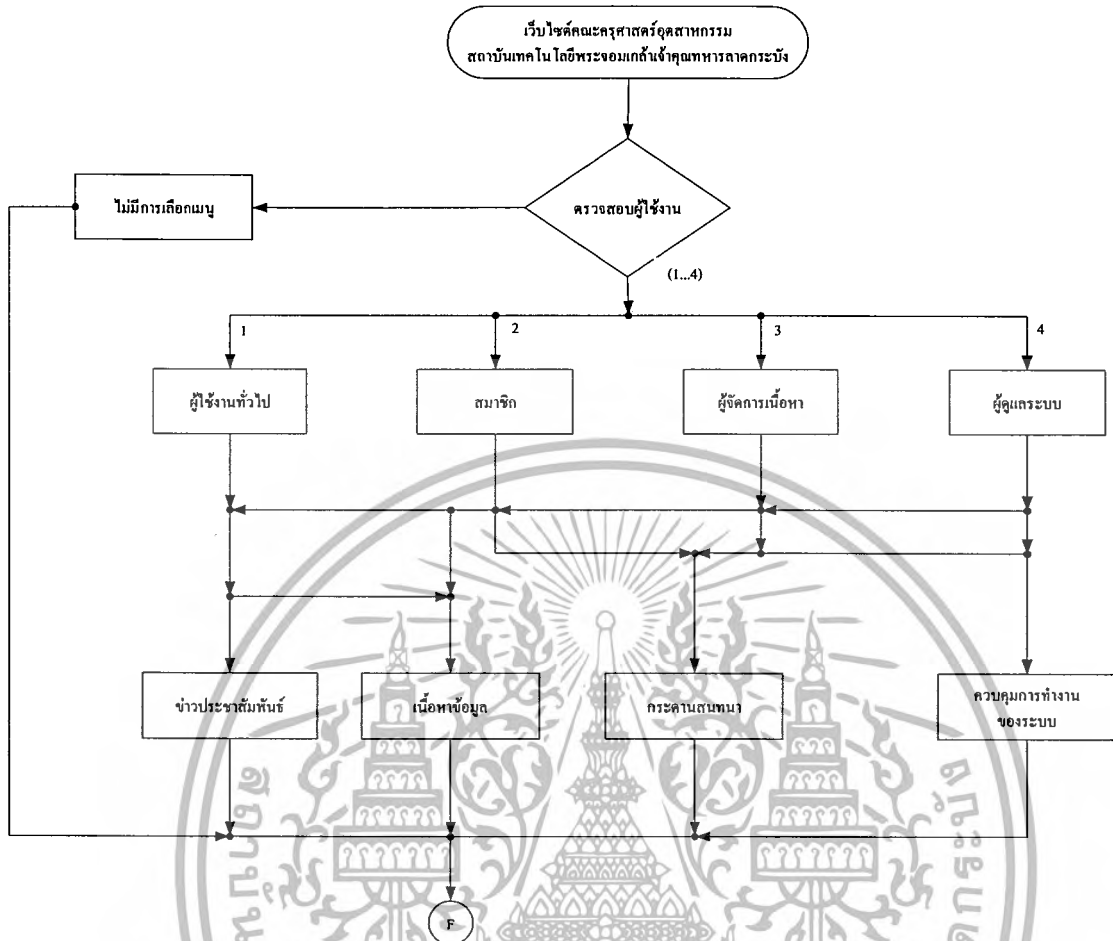 เว็บไซต์คณะครุศาสตร์อุตสาหกรรม
สถาบันเทคโนโลยีพระจอมเกล้าเจ้าคุณทหารลาดกระบัง
ไม่มีการเลือกเมนู
ตรวจสอบผู้ใช้งาน
(1...4)
1
2
3
4
ผู้ใช้งานทั่วไป
สมาชิก
ผู้จัดการเนื้อหา
ผู้ดูแลระบบ
ข่าวประชาสัมพันธ์
เนื้อหาข้อมูล
กระดานสนทนา
ควบคุมการทำงาน
ของระบบ
F